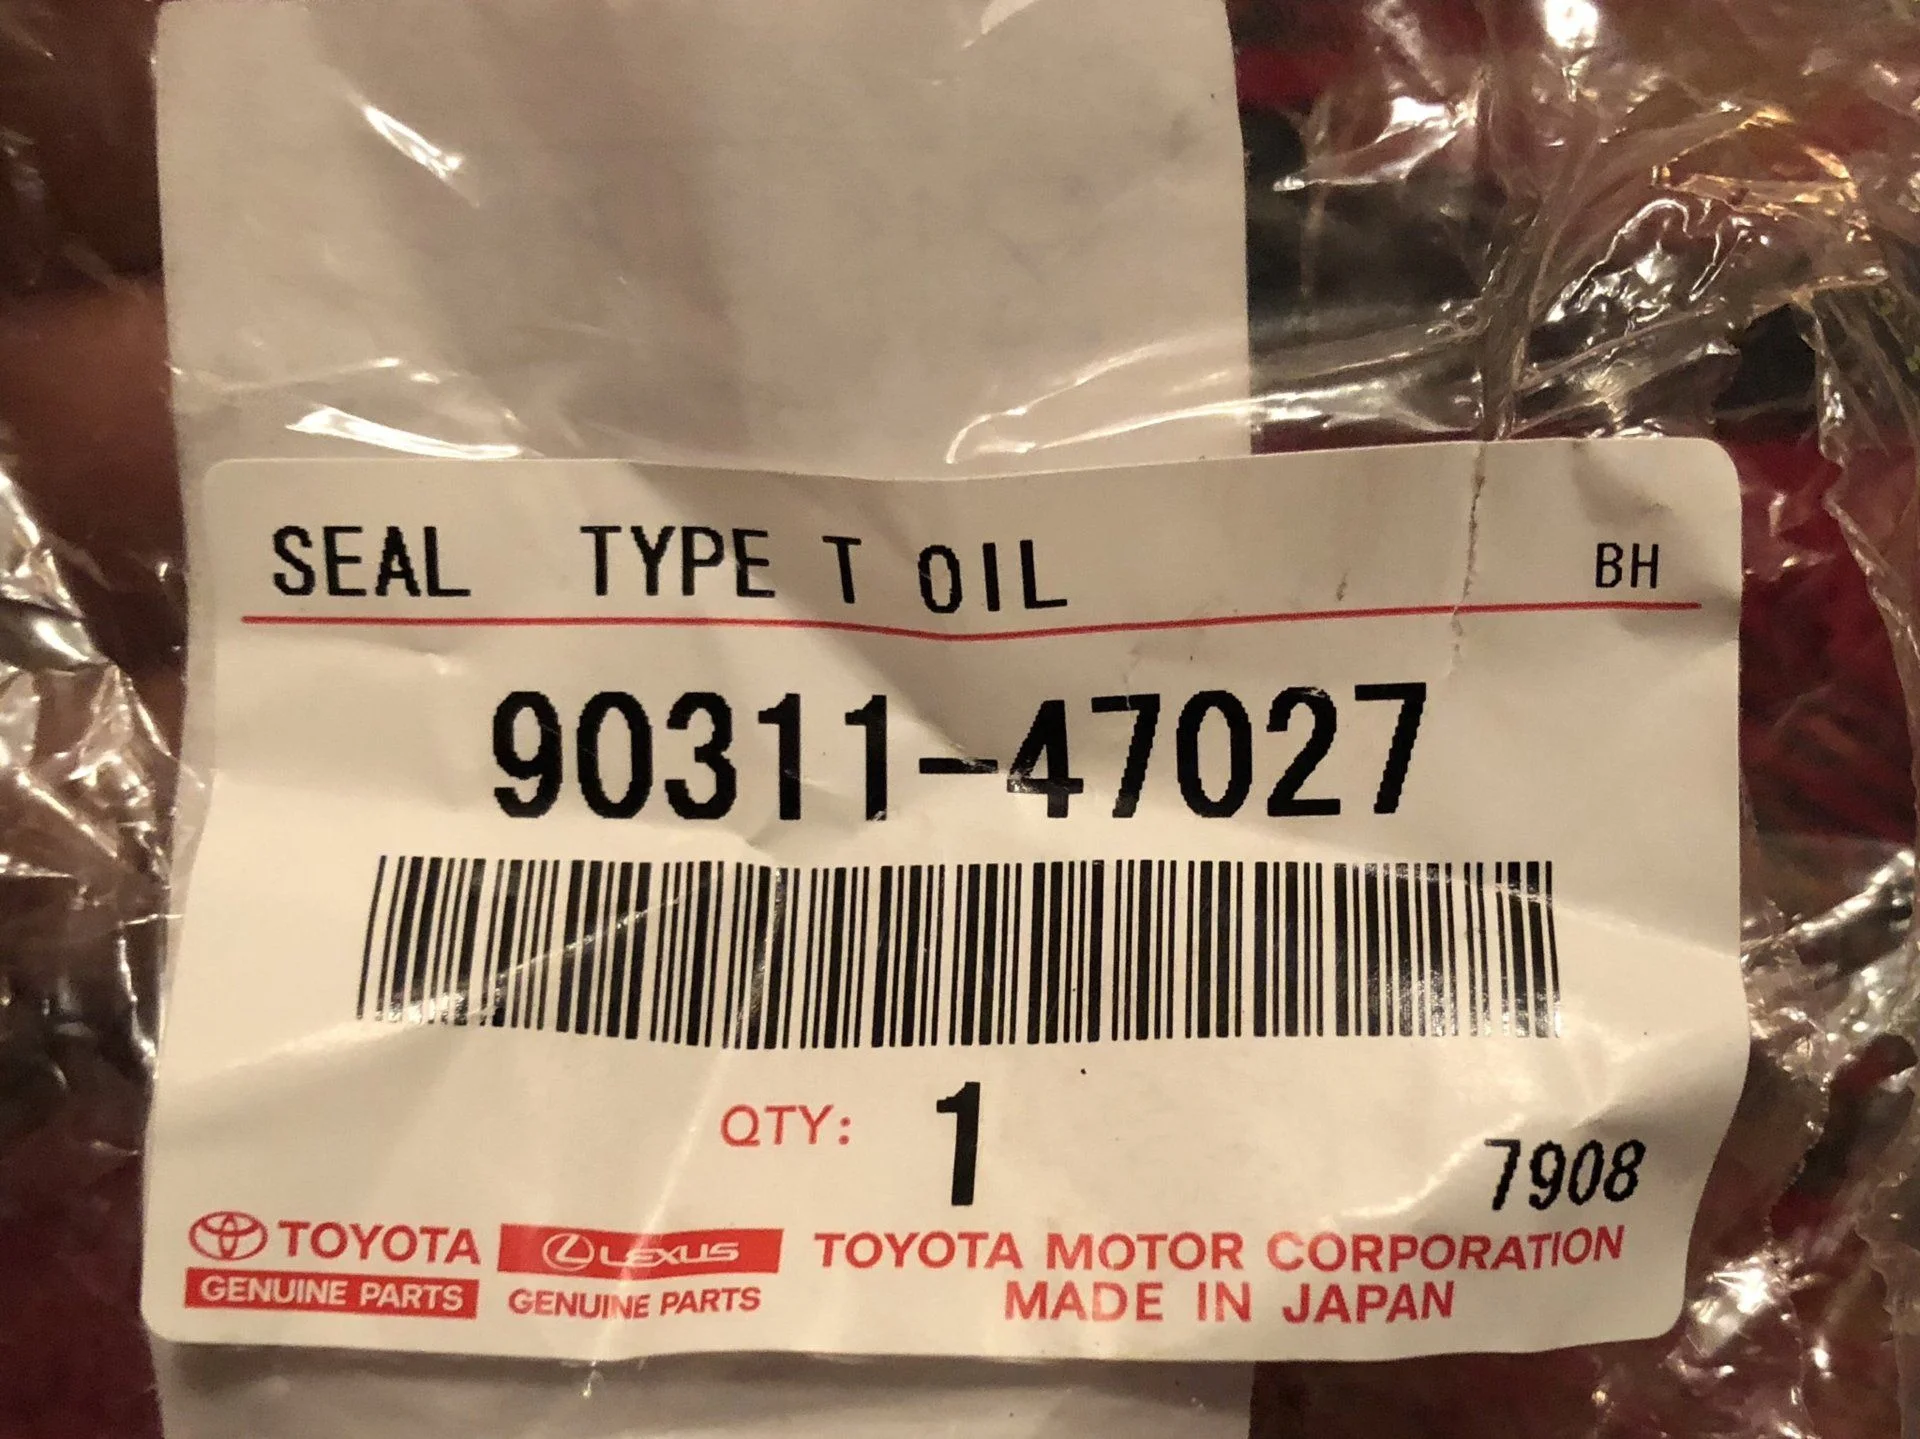 SEAL TYPE T OIL BH
90311-47027
QTY: 1
7908
TOYOTA LEXUS TOYOTA MOTOR CORPORATION
GENUINE PARTS GENUINE PARTS MADE IN JAPAN